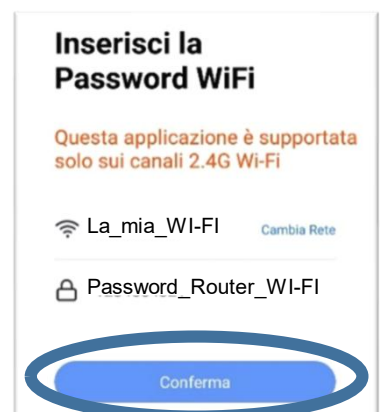 Inserisci la
Password WiFi
Questa applicazione è supportata
solo sui canali 2.4G Wi-Fi
La_mia_WI-FI Cambia Rete
Password_Router_WI-FI
Conferma